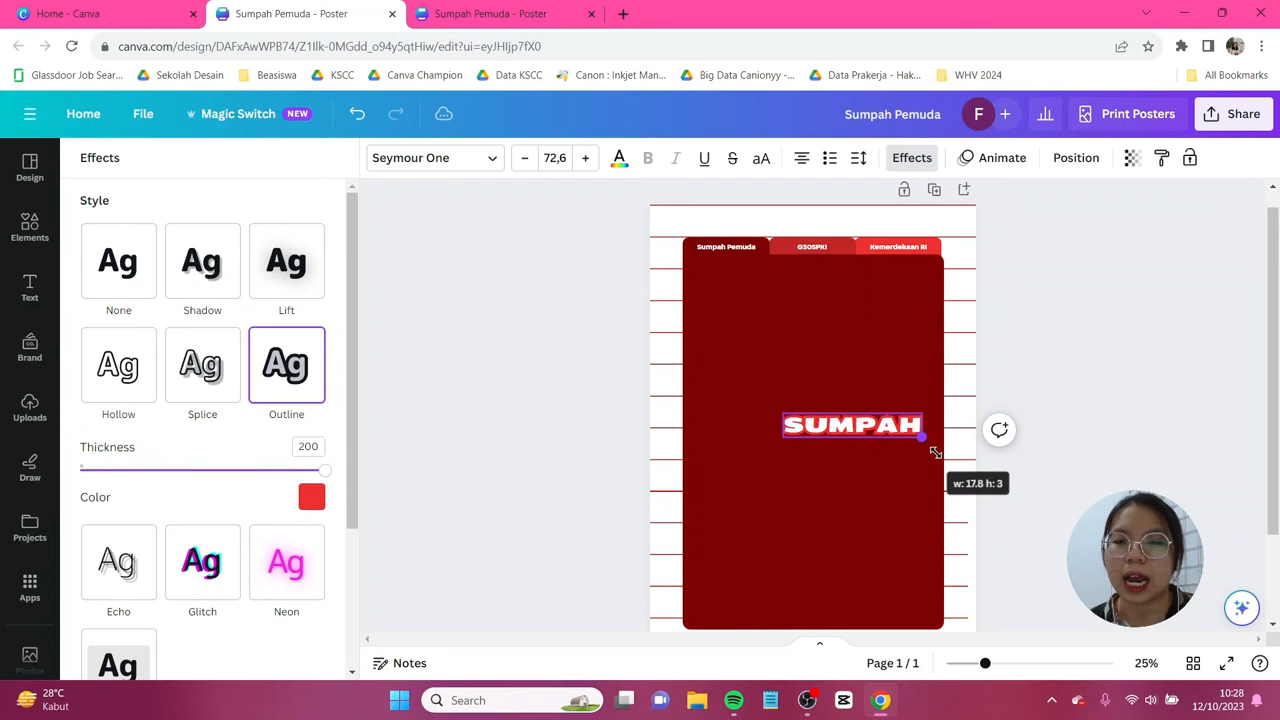 Home - Canva
Sumpah Pemuda - Poster
Sumpah Pemuda - Poster
canva.com/design/DAFxAwWPB74/Z1Ilk-0MGdd_o94y5qtHiw/edit?ui=eyJHIjp7fX0
Glassdoor Job Sear...
Sekolah Desain
Beasiswa
KSCC
Canva Champion
Data KSCC
Canon : Inkjet Man...
Big Data Canionyy -...
Data Prakerja - Hak...
WHV 2024
All Bookmarks
Home
File
Magic Switch NEW
Sumpah Pemuda
F
Print Posters
Share
Effects
Seymour One
72,6
A
B
I
U
S
aA
Effects
Animate
Position
Design
Elements
Text
Brand
Uploads
Draw
Projects
Apps
Photos
Style
Ag
Ag
Ag
None
Shadow
Lift
Ag
Ag
Ag
Hollow
Splice
Outline
Thickness
200
Color
Ag
Ag
Ag
Echo
Glitch
Neon
Ag
Sumpah Pemuda
G30SPKI
Kemerdekaan RI
SUMPAH
w: 17.8 h: 3
Notes
Page 1 / 1
25%
28°C
Kabut
Search
10:28
12/10/2023